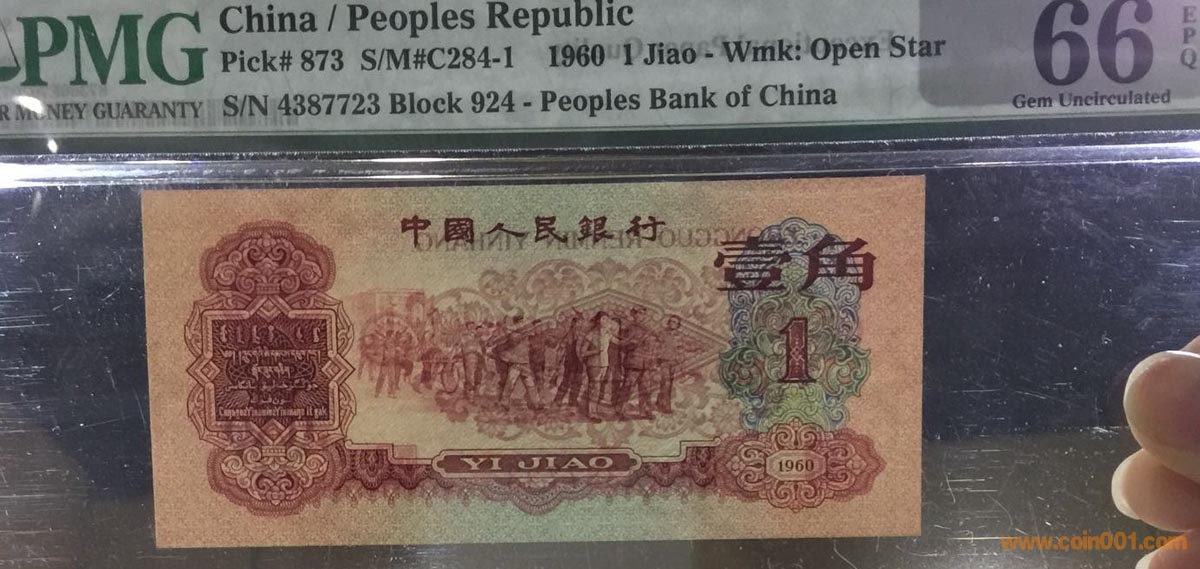 PMG
China / Peoples Republic
Pick# 873 S/M#C284-1 1960 1 Jiao - Wmk: Open Star
R MONEY GUARANTY
S/N 4387723 Block 924 - Peoples Bank of China
66
EPQ
Gem Uncirculated
中國人民銀行
壹角
1
YI JIAO
1960
www.coin001.com